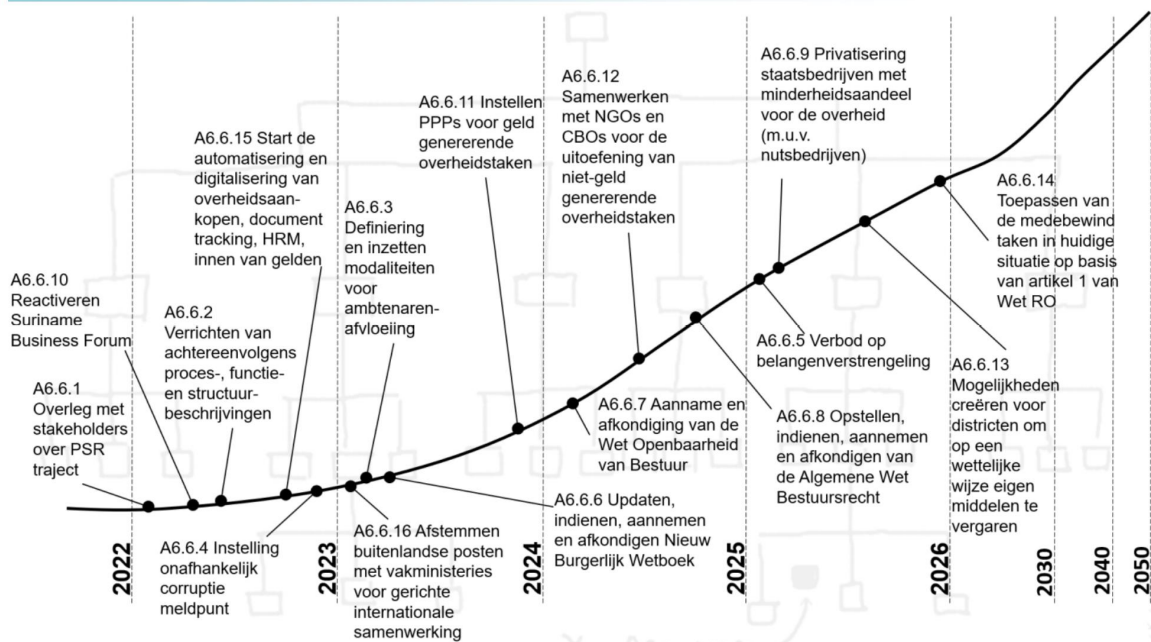 A6.6.10
Reactiveren
Suriname
Business Forum
A6.6.1
Overleg met
stakeholders
over PSR
traject
A6.6.2
Verrichten van
achtereenvolgens
proces-, functie-
en structuur-
beschrijvingen
A6.6.15 Start de
automatisering en
digitalisering van
overheidsaan-
kopen, document
tracking, HRM,
innen van gelden
A6.6.4 Instelling
onafhankelijk
corruptie
meldpunt
A6.6.3
Definiering
en inzetten
modaliteiten
voor
ambtenaren-
afvloeiing
A6.6.16 Afstemmen
buitenlandse posten
met vakministeries
voor gerichte
internationale
samenwerking
A6.6.11 Instellen
PPPs voor geld
genererende
overheidstaken
A6.6.6 Updaten,
indienen, aannemen
en afkondigen Nieuw
Burgerlijk Wetboek
A6.6.12
Samenwerken
met NGOs en
CBOs voor de
uitoefening van
niet-geld
genererende
overheidstaken
A6.6.7 Aanname en
afkondiging van de
Wet Openbaarheid
van Bestuur
A6.6.9 Privatisering
staatsbedrijven met
minderheidsaandeel
voor de overheid
(m.u.v.
nutsbedrijven)
A6.6.5 Verbod op
belangenverstrengeling
A6.6.8 Opstellen,
indienen, aannemen
en afkondigen van
de Algemene Wet
Bestuursrecht
A6.6.14
Toepassen van
de medebewind
taken in huidige
situatie op basis
van artikel 1 van
Wet RO
A6.6.13
Mogelijkheden
creëren voor
districten om
op een
wettelijke
wijze eigen
middelen te
vergaren
2022
2023
2024
2025
2026
2030
2040
2050